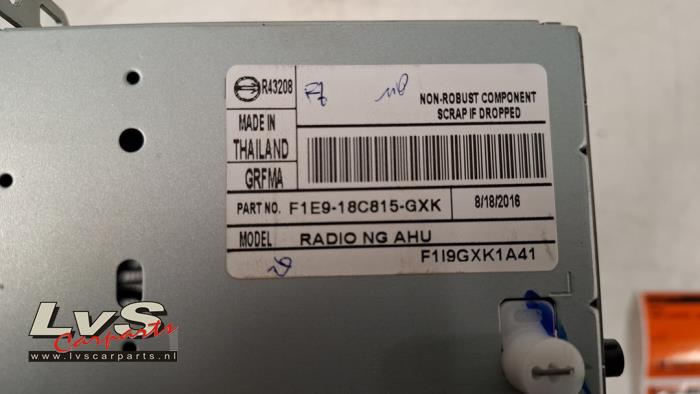 R43208
NON-ROBUST COMPONENT
SCRAP IF DROPPED
MADE IN
THAILAND
GRFMA
PART NO. F1E9-18C815-GXK
8/18/2016
MODEL RADIO NG AHU
F1I9GXK1A41
L
LvS
Carparts
www.lvscarparts.nl